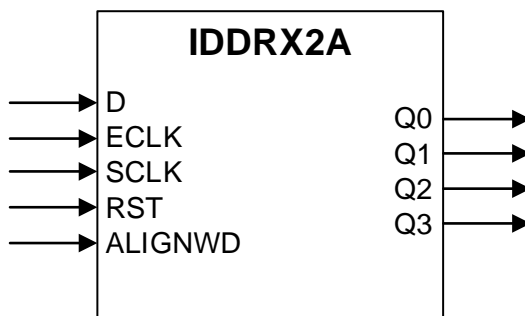 IDDRX2A
D
ECLK
SCLK
RST
ALIGNWD
Q0
Q1
Q2
Q3